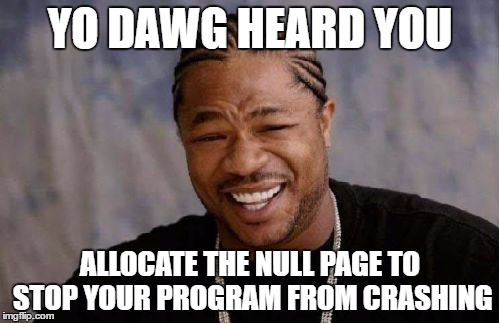 YO DAWG HEARD YOU
ALLOCATE THE NULL PAGE TO
STOP YOUR PROGRAM FROM CRASHING
imgflip.com